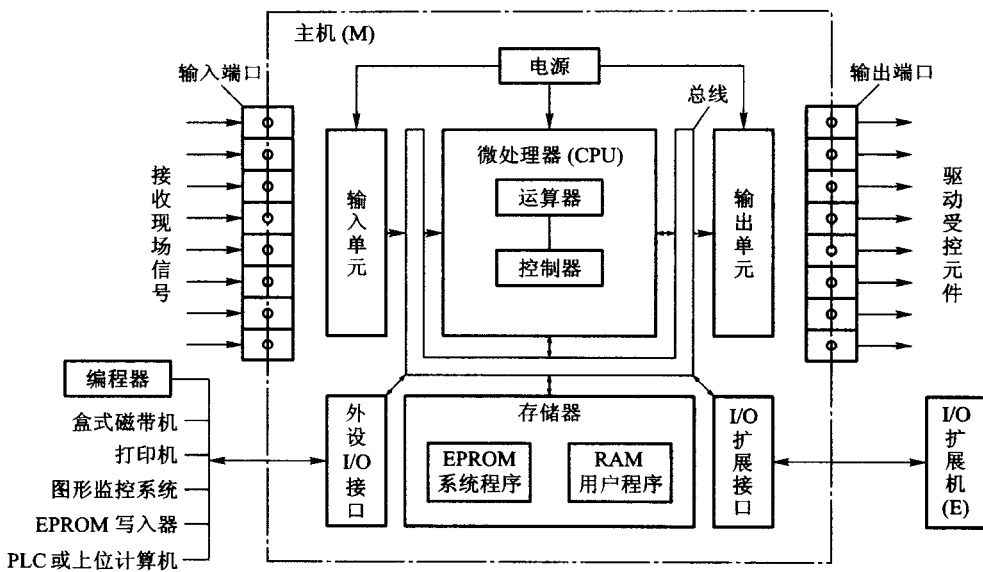 主机 (M)
电源
输入端口
输出端口
总线
微处理器 (CPU)
运算器
控制器
接收现场信号
输入单元
输出单元
驱动受控元件
编程器
盒式磁带机
打印机
图形监控系统
EPROM 写入器
PLC 或上位计算机
外设 I/O 接口
存储器
EPROM
系统程序
RAM
用户程序
I/O 扩展接口
I/O 扩展机 (E)